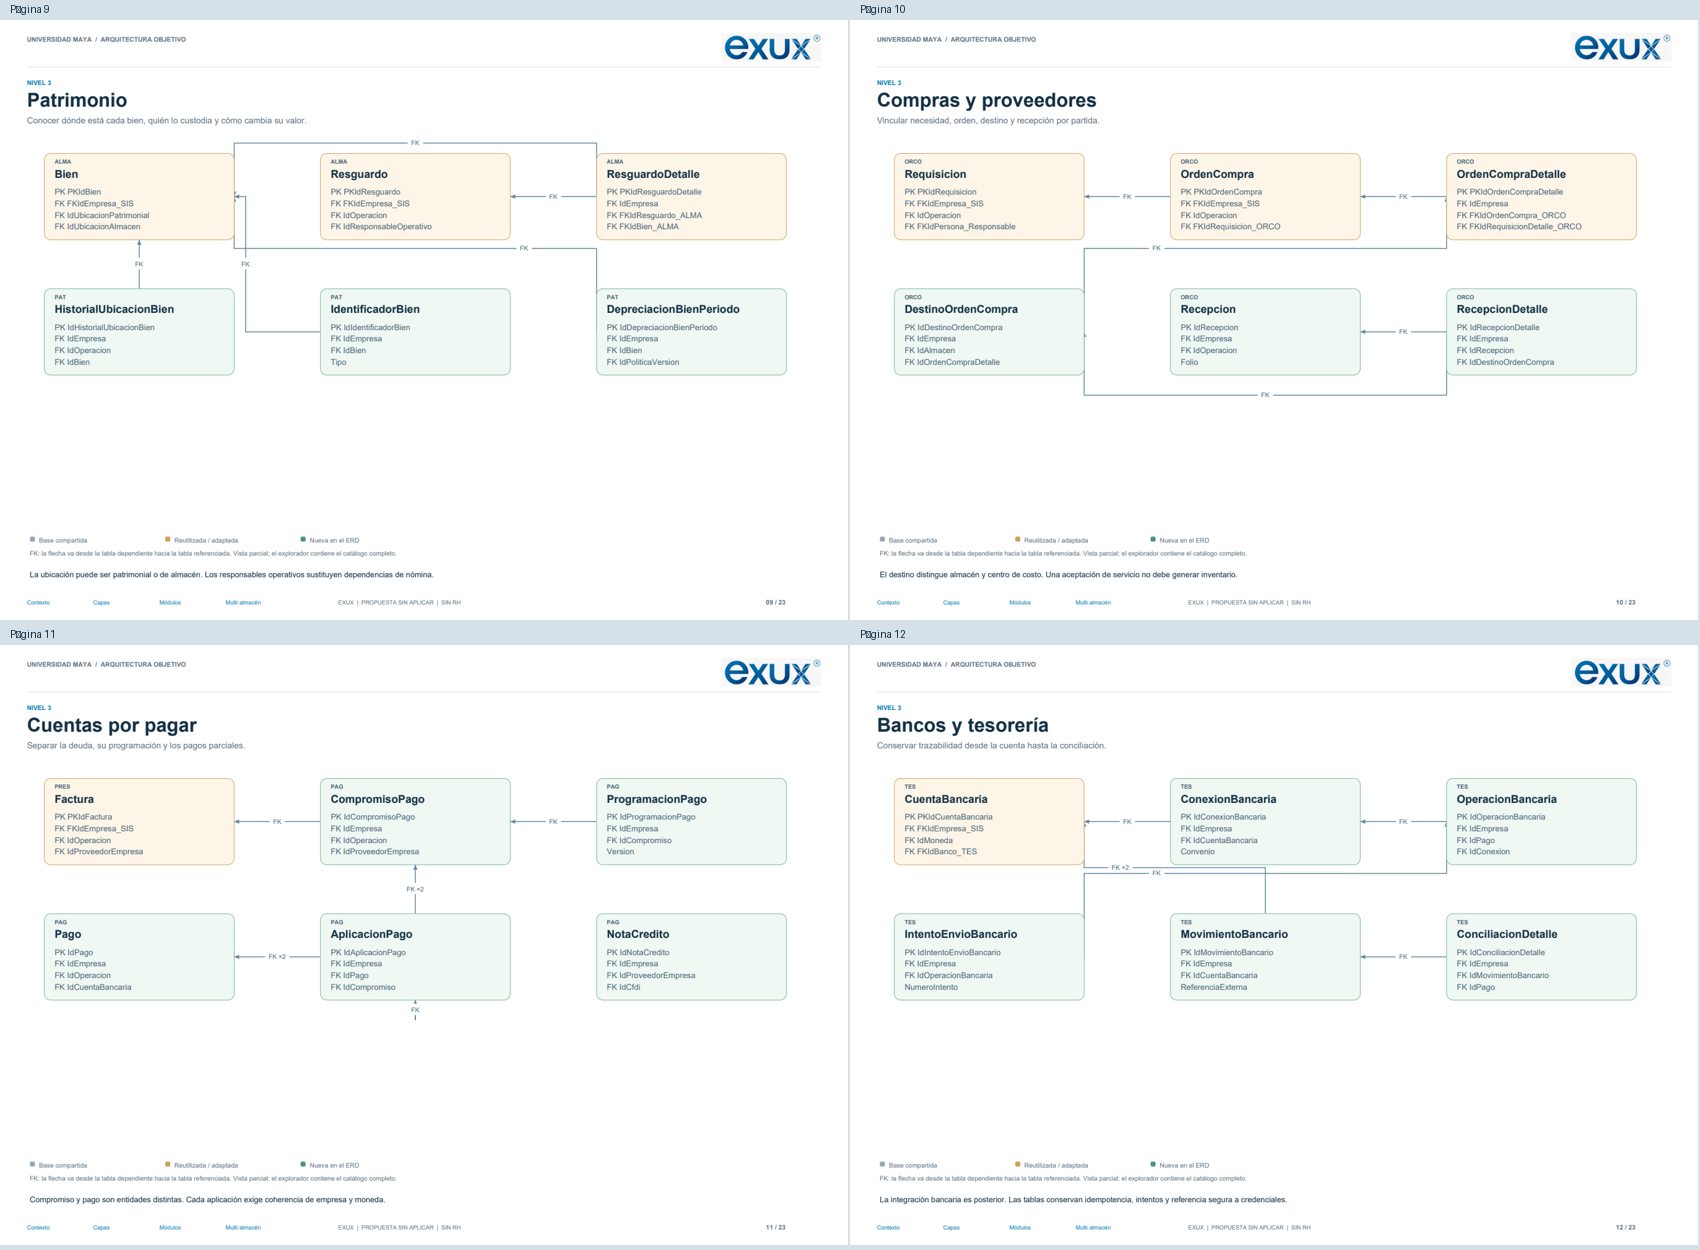 Página 9
UNIVERSIDAD MAYA / ARQUITECTURA OBJETIVO
exux®
NIVEL 3
Patrimonio
Conocer dónde está cada bien, quién lo custodia y cómo cambia su valor.
FK
ALMA
Bien
PK PKIdBien
FK FKIdEmpresa_SIS
FK IdUbicacionPatrimonial
FK IdUbicacionAlmacen
ALMA
Resguardo
PK PKIdResguardo
FK FKIdEmpresa_SIS
FK IdOperacion
FK IdResponsableOperativo
FK
ALMA
ResguardoDetalle
PK PKIdResguardoDetalle
FK IdEmpresa
FK FKIdResguardo_ALMA
FK FKIdBien_ALMA
FK
FK
FK
PAT
HistorialUbicacionBien
PK IdHistorialUbicacionBien
FK IdEmpresa
FK IdOperacion
FK IdBien
PAT
IdentificadorBien
PK IdIdentificadorBien
FK IdEmpresa
FK IdBien
Tipo
PAT
DepreciacionBienPeriodo
PK IdDepreciacionBienPeriodo
FK IdEmpresa
FK IdBien
FK IdPoliticaVersion
Base compartida
Reutilizada / adaptada
Nueva en el ERD
FK: la flecha va desde la tabla dependiente hacia la tabla referenciada. Vista parcial; el explorador contiene el catálogo completo.
La ubicación puede ser patrimonial o de almacén. Los responsables operativos sustituyen dependencias de nómina.
Contexto Capas Módulos Multi almacén EXUX | PROPUESTA SIN APLICAR | SIN RH 09 / 23
Página 10
UNIVERSIDAD MAYA / ARQUITECTURA OBJETIVO
exux®
NIVEL 3
Compras y proveedores
Vincular necesidad, orden, destino y recepción por partida.
ORCO
Requisicion
PK PKIdRequisicion
FK FKIdEmpresa_SIS
FK IdOperacion
FK FKIdPersona_Responsable
FK
ORCO
OrdenCompra
PK PKIdOrdenCompra
FK FKIdEmpresa_SIS
FK IdOperacion
FK FKIdRequisicion_ORCO
FK
ORCO
OrdenCompraDetalle
PK PKIdOrdenCompraDetalle
FK IdEmpresa
FK FKIdOrdenCompra_ORCO
FK FKIdRequisicionDetalle_ORCO
FK
ORCO
DestinoOrdenCompra
PK IdDestinoOrdenCompra
FK IdEmpresa
FK IdAlmacen
FK IdOrdenCompraDetalle
ORCO
Recepcion
PK IdRecepcion
FK IdEmpresa
FK IdOperacion
Folio
FK
ORCO
RecepcionDetalle
PK IdRecepcionDetalle
FK IdEmpresa
FK IdRecepcion
FK IdDestinoOrdenCompra
FK
Base compartida
Reutilizada / adaptada
Nueva en el ERD
FK: la flecha va desde la tabla dependiente hacia la tabla referenciada. Vista parcial; el explorador contiene el catálogo completo.
El destino distingue almacén y centro de costo. Una aceptación de servicio no debe generar inventario.
Contexto Capas Módulos Multi almacén EXUX | PROPUESTA SIN APLICAR | SIN RH 10 / 23
Página 11
UNIVERSIDAD MAYA / ARQUITECTURA OBJETIVO
exux®
NIVEL 3
Cuentas por pagar
Separar la deuda, su programación y los pagos parciales.
PRES
Factura
PK PKIdFactura
FK FKIdEmpresa_SIS
FK IdOperacion
FK IdProveedorEmpresa
FK
PAG
CompromisoPago
PK IdCompromisoPago
FK IdEmpresa
FK IdOperacion
FK IdProveedorEmpresa
FK
PAG
ProgramacionPago
PK IdProgramacionPago
FK IdEmpresa
FK IdCompromiso
Version
FK ×2
PAG
Pago
PK IdPago
FK IdEmpresa
FK IdOperacion
FK IdCuentaBancaria
FK ×2
PAG
AplicacionPago
PK IdAplicacionPago
FK IdEmpresa
FK IdPago
FK IdCompromiso
PAG
NotaCredito
PK IdNotaCredito
FK IdEmpresa
FK IdProveedorEmpresa
FK IdCfdi
FK
Base compartida
Reutilizada / adaptada
Nueva en el ERD
FK: la flecha va desde la tabla dependiente hacia la tabla referenciada. Vista parcial; el explorador contiene el catálogo completo.
Compromiso y pago son entidades distintas. Cada aplicación exige coherencia de empresa y moneda.
Contexto Capas Módulos Multi almacén EXUX | PROPUESTA SIN APLICAR | SIN RH 11 / 23
Página 12
UNIVERSIDAD MAYA / ARQUITECTURA OBJETIVO
exux®
NIVEL 3
Bancos y tesorería
Conservar trazabilidad desde la cuenta hasta la conciliación.
TES
CuentaBancaria
PK PKIdCuentaBancaria
FK FKIdEmpresa_SIS
FK IdMoneda
FK FKIdBanco_TES
FK
TES
ConexionBancaria
PK IdConexionBancaria
FK IdEmpresa
FK IdCuentaBancaria
Convenio
FK
TES
OperacionBancaria
PK IdOperacionBancaria
FK IdEmpresa
FK IdPago
FK IdConexion
FK ×2
FK
TES
IntentoEnvioBancario
PK IdIntentoEnvioBancario
FK IdEmpresa
FK IdOperacionBancaria
NumeroIntento
TES
MovimientoBancario
PK IdMovimientoBancario
FK IdEmpresa
FK IdCuentaBancaria
ReferenciaExterna
FK
TES
ConciliacionDetalle
PK IdConciliacionDetalle
FK IdEmpresa
FK IdMovimientoBancario
FK IdPago
Base compartida
Reutilizada / adaptada
Nueva en el ERD
FK: la flecha va desde la tabla dependiente hacia la tabla referenciada. Vista parcial; el explorador contiene el catálogo completo.
La integración bancaria es posterior. Las tablas conservan idempotencia, intentos y referencia segura a credenciales.
Contexto Capas Módulos Multi almacén EXUX | PROPUESTA SIN APLICAR | SIN RH 12 / 23